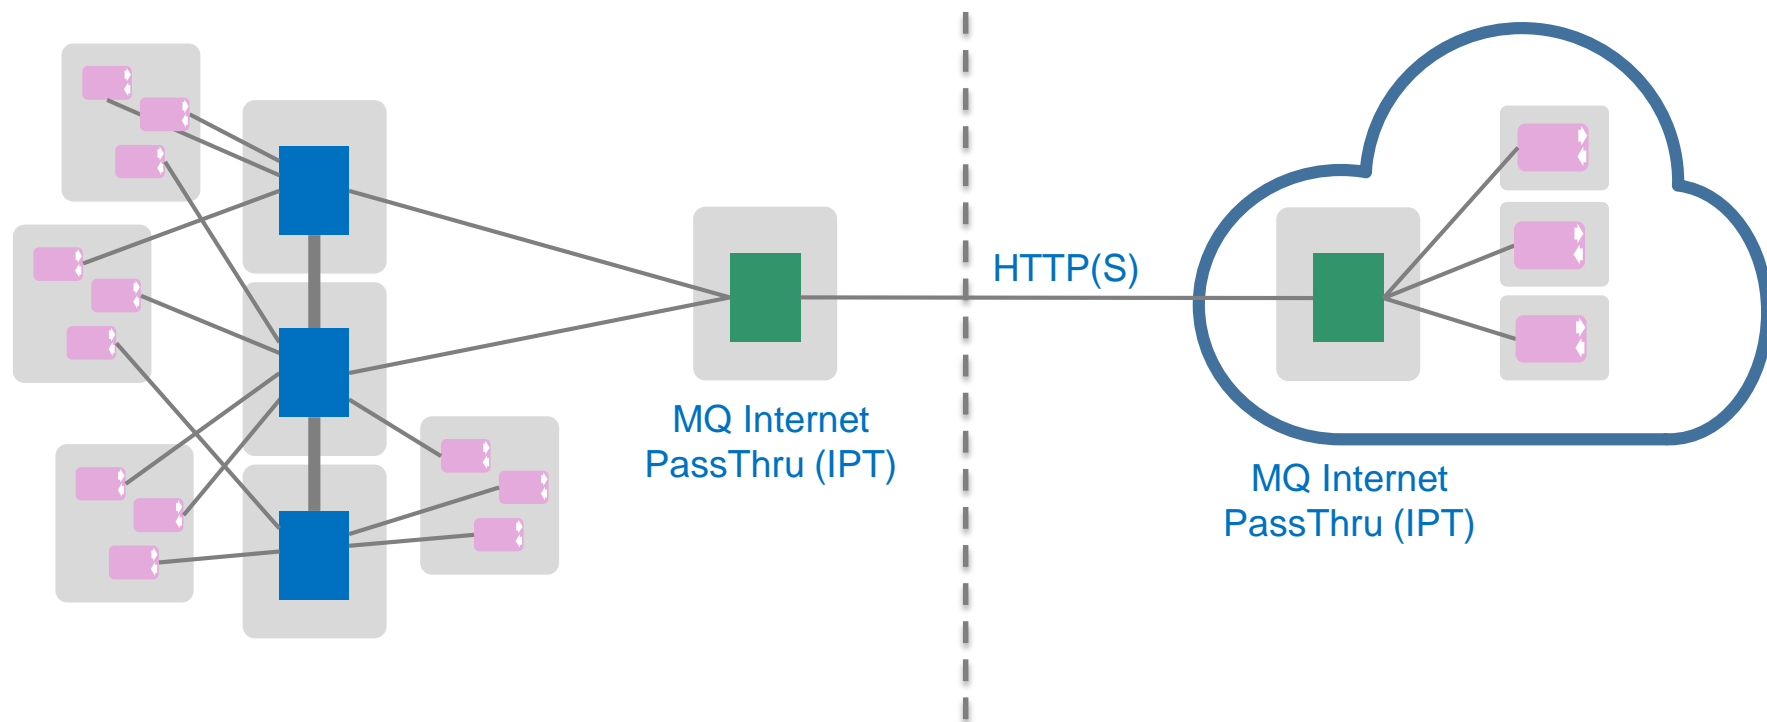 HTTP(S)
MQ Internet
PassThru (IPT)
MQ Internet
PassThru (IPT)